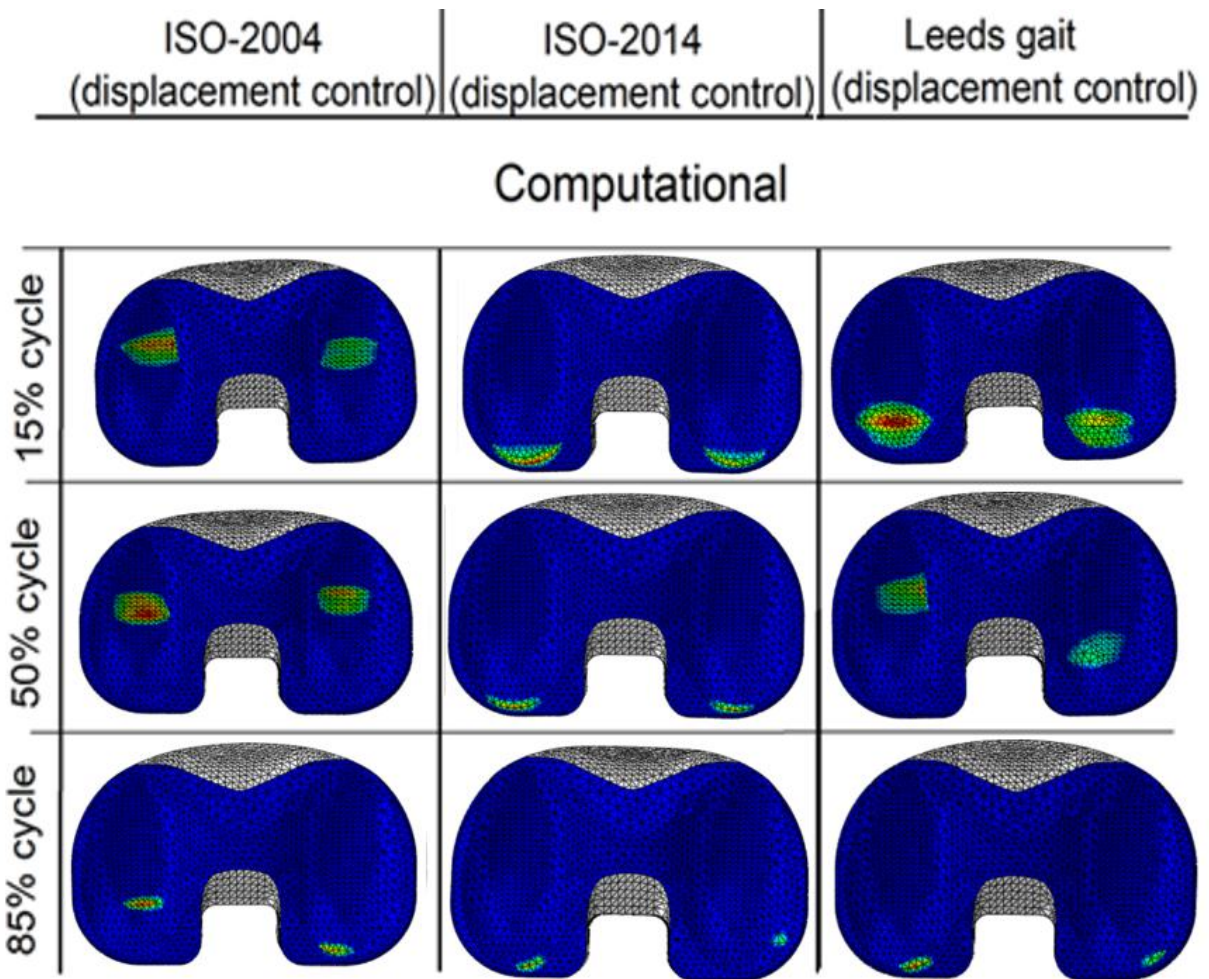 ISO-2004
(displacement control)
ISO-2014
(displacement control)
Leeds gait
(displacement control)
Computational
15% cycle
50% cycle
85% cycle